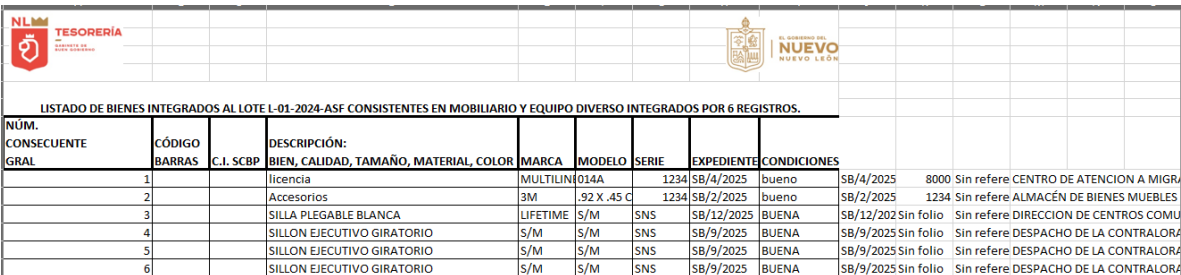 NL
TESORERÍA
GABINETE DE
BUEN GOBIERNO
EL GOBIERNO DEL
NUEVO
NUEVO LEÓN
LISTADO DE BIENES INTEGRADOS AL LOTE L-01-2024-ASF CONSISTENTES EN MOBILIARIO Y EQUIPO DIVERSO INTEGRADOS POR 6 REGISTROS.
NÚM.
CONSECUENTE CÓDIGO DESCRIPCIÓN:
GRAL BARRAS C.I. SCBP BIEN, CALIDAD, TAMAÑO, MATERIAL, COLOR MARCA MODELO SERIE EXPEDIENTE CONDICIONES
1 licencia MULTILINE 014A 1234 SB/4/2025 bueno SB/4/2025 8000 Sin refere CENTRO DE ATENCION A MIGRA
2 Accesorios 3M .92 X .45 C 1234 SB/2/2025 bueno SB/2/2025 1234 Sin refere ALMACÉN DE BIENES MUEBLES
3 SILLA PLEGABLE BLANCA LIFETIME S/M SNS SB/12/2025 BUENA SB/12/202 Sin folio Sin refere DIRECCION DE CENTROS COMU
4 SILLON EJECUTIVO GIRATORIO S/M S/M SNS SB/9/2025 BUENA SB/9/2025 Sin folio Sin refere DESPACHO DE LA CONTRALORA
5 SILLON EJECUTIVO GIRATORIO S/M S/M SNS SB/9/2025 BUENA SB/9/2025 Sin folio Sin refere DESPACHO DE LA CONTRALORA
6 SILLON EJECUTIVO GIRATORIO S/M S/M SNS SB/9/2025 BUENA SB/9/2025 Sin folio Sin refere DESPACHO DE LA CONTRALORA